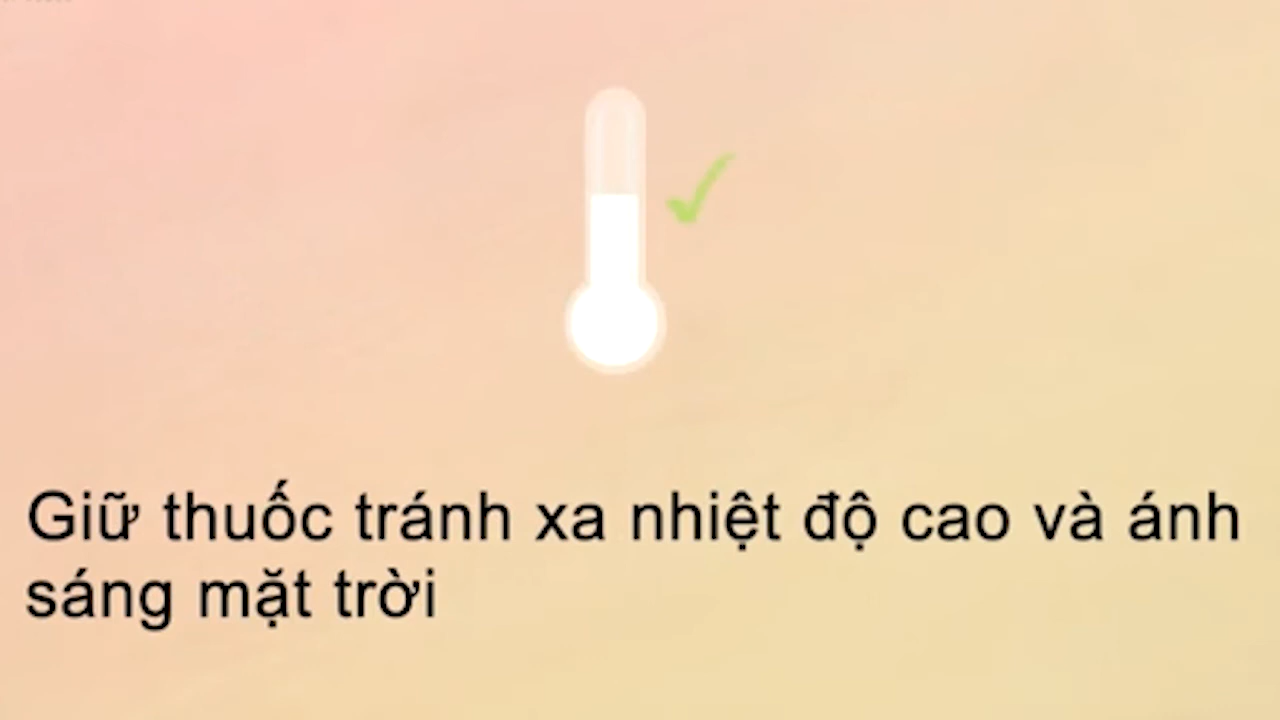 Giữ thuốc tránh xa nhiệt độ cao và ánh
sáng mặt trời